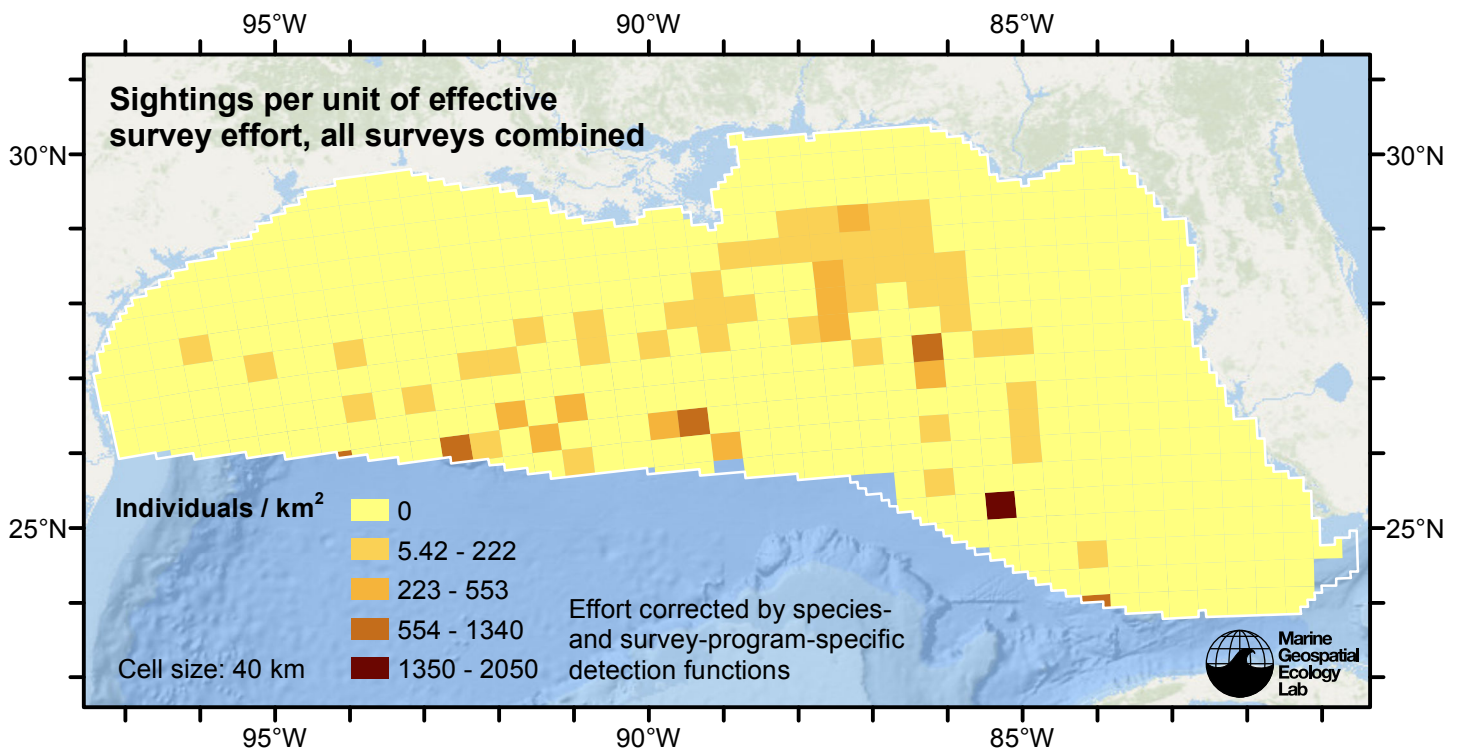 95°W 90°W 85°W
Sightings per unit of effective
survey effort, all surveys combined
30°N 30°N
25°N 25°N
Individuals / km²
0
5.42 - 222
223 - 553
554 - 1340
1350 - 2050
Cell size: 40 km
Effort corrected by species-
and survey-program-specific
detection functions
Marine
Geospatial
Ecology
Lab
95°W 90°W 85°W